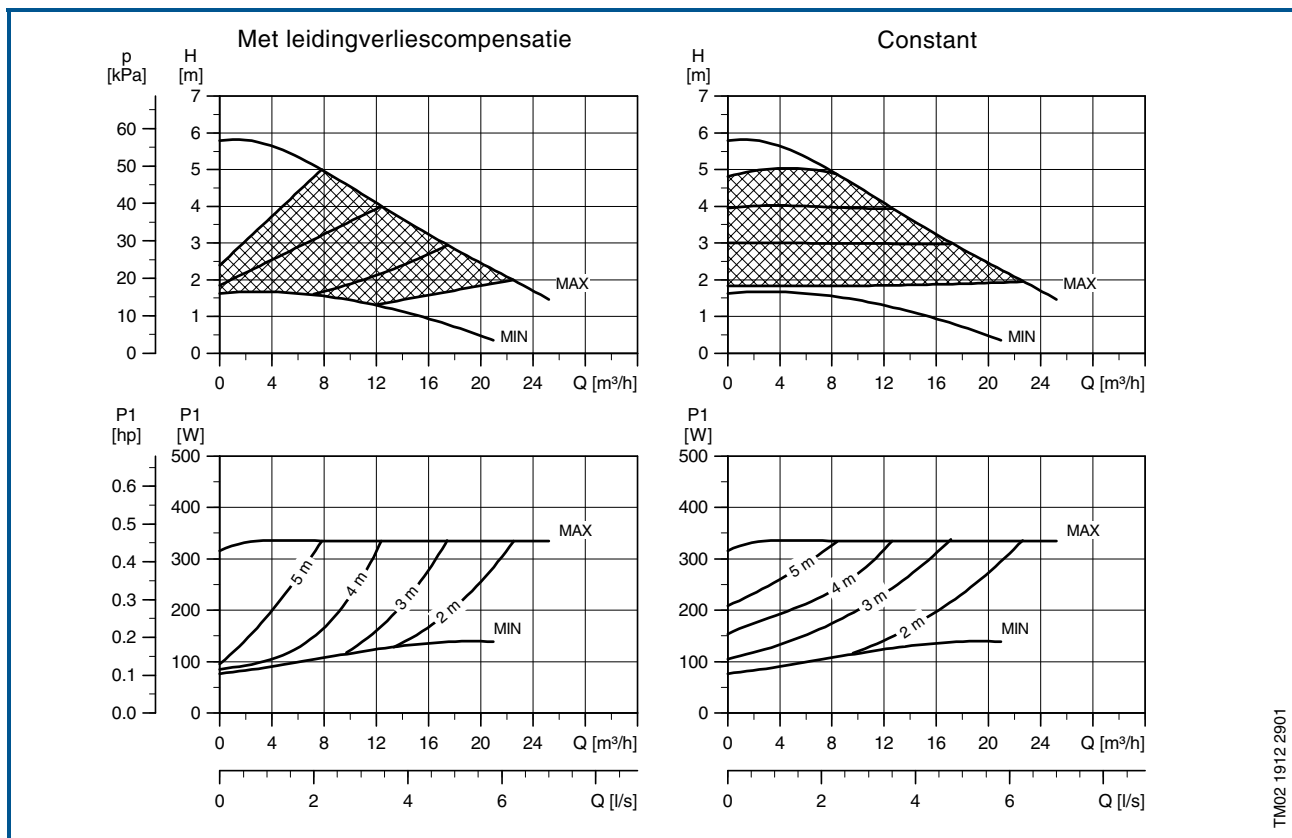 Met leidingverliescompensatie
Constant
p
[kPa]
H
[m]
H
[m]
60
50
40
30
20
10
0
7
6
5
4
3
2
1
0
MAX
MIN
0 4 8 12 16 20 24 Q [m³/h]
7
6
5
4
3
2
1
0
MAX
MIN
0 4 8 12 16 20 24 Q [m³/h]
P1
[hp]
P1
[W]
P1
[W]
0.6
0.5
0.4
0.3
0.2
0.1
0.0
500
400
300
200
100
0
MAX
5 m
4 m
3 m
2 m
MIN
0 4 8 12 16 20 24 Q [m³/h]
0 2 4 6 Q [l/s]
500
400
300
200
100
0
MAX
5 m
4 m
3 m
2 m
MIN
0 4 8 12 16 20 24 Q [m³/h]
0 2 4 6 Q [l/s]
TM02 1912 2901